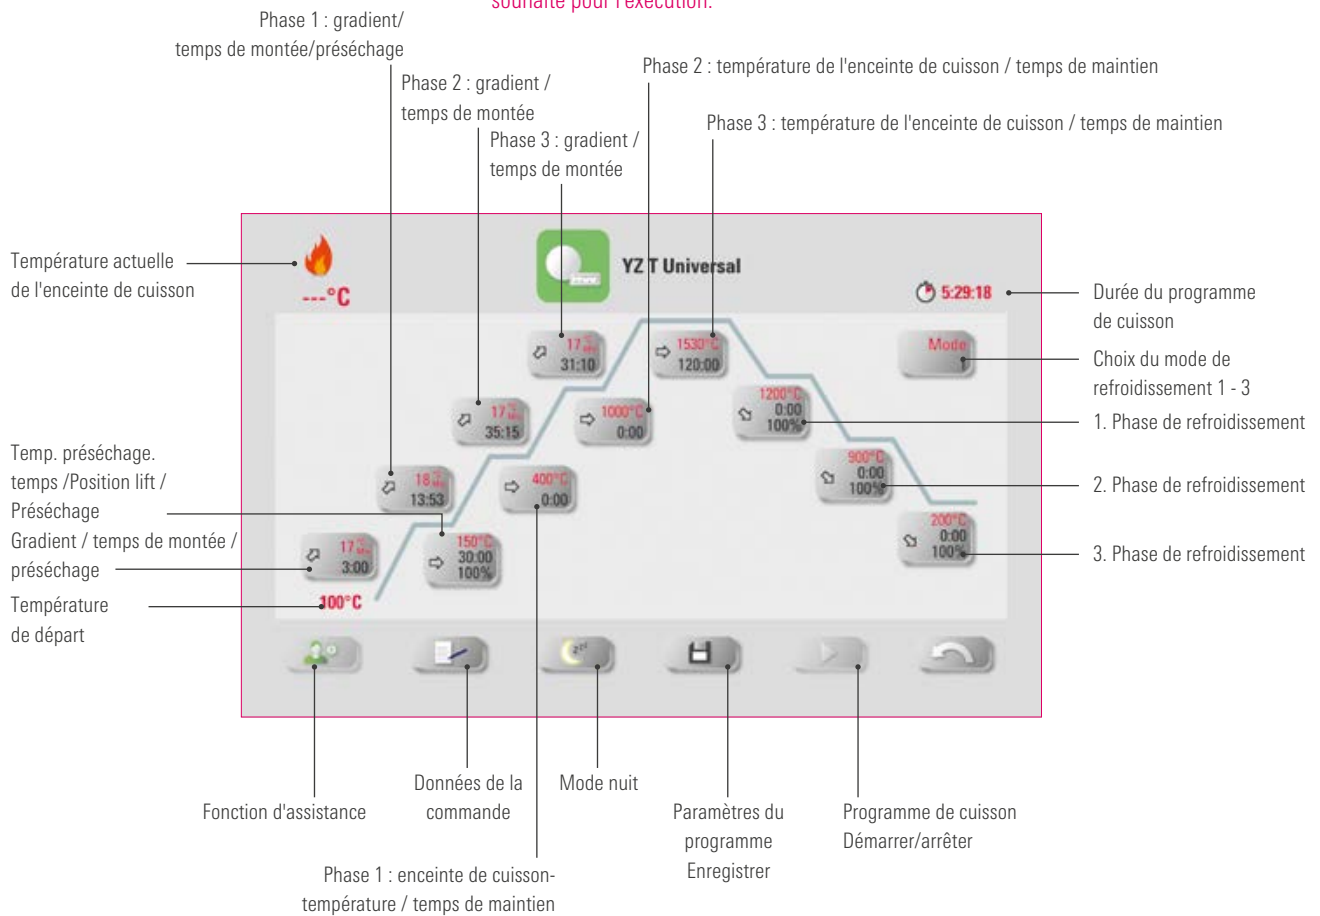 souhaité pour l'exécution.
Phase 1 : gradient/
temps de montée/préséchage
Phase 2 : gradient /
temps de montée
Phase 3 : gradient /
temps de montée
Phase 2 : température de l'enceinte de cuisson / temps de maintien
Phase 3 : température de l'enceinte de cuisson / temps de maintien
Température actuelle
de l'enceinte de cuisson
---°C
YZ T Universal
5:29:18
Durée du programme
de cuisson
Mode
1
Choix du mode de
refroidissement 1 - 3
17
31:10
1530°C
120:00
17
35:15
1000°C
0:00
1200°C
0:00
100%
1. Phase de refroidissement
Temp. préséchage.
temps /Position lift /
Préséchage
18
13:53
400°C
0:00
900°C
0:00
100%
2. Phase de refroidissement
Gradient / temps de montée /
préséchage
17
3:00
150°C
30:00
100%
200°C
0:00
100%
3. Phase de refroidissement
Température
de départ
100°C
Fonction d'assistance
Données de la
commande
Mode nuit
Paramètres du
programme
Enregistrer
Programme de cuisson
Démarrer/arrêter
Phase 1 : enceinte de cuisson-
température / temps de maintien